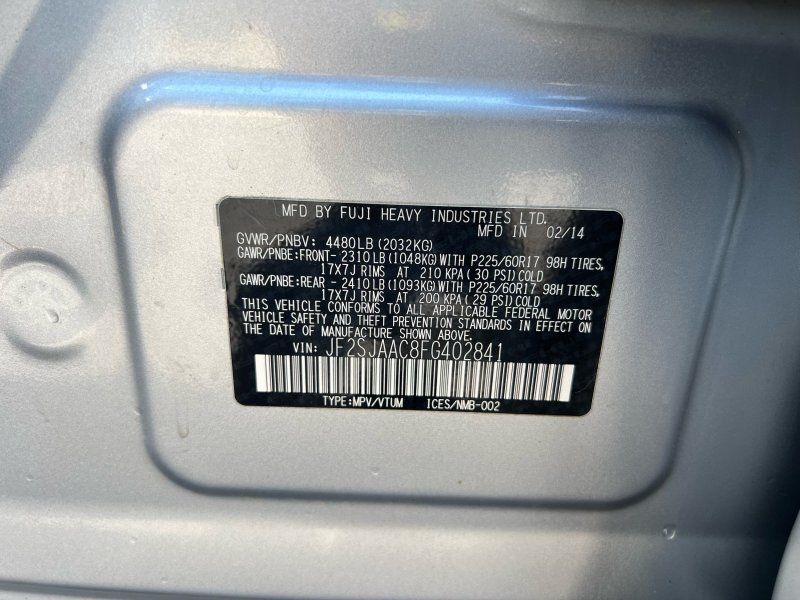 MFD BY FUJI HEAVY INDUSTRIES LTD.
MFD IN 02/14
GVWR/PNBV: 4480LB(2032KG)
GAWR/PNBE:FRONT- 2310LB(1048KG)WITH P225/60R17 98H TIRES,
17X7J RIMS AT 210 KPA(30 PSI)COLD
GAWR/PNBE:REAR - 2410LB(1093KG)WITH P225/60R17 98H TIRES,
17X7J RIMS AT 200 KPA(29 PSI)COLD
THIS VEHICLE CONFORMS TO ALL APPLICABLE FEDERAL MOTOR
VEHICLE SAFETY AND THEFT PREVENTION STANDARDS IN EFFECT ON
THE DATE OF MANUFACTURE SHOWN ABOVE.
VIN: JF2SJAAC8FG402841
TYPE:MPV/VTUM ICES/NMB-002